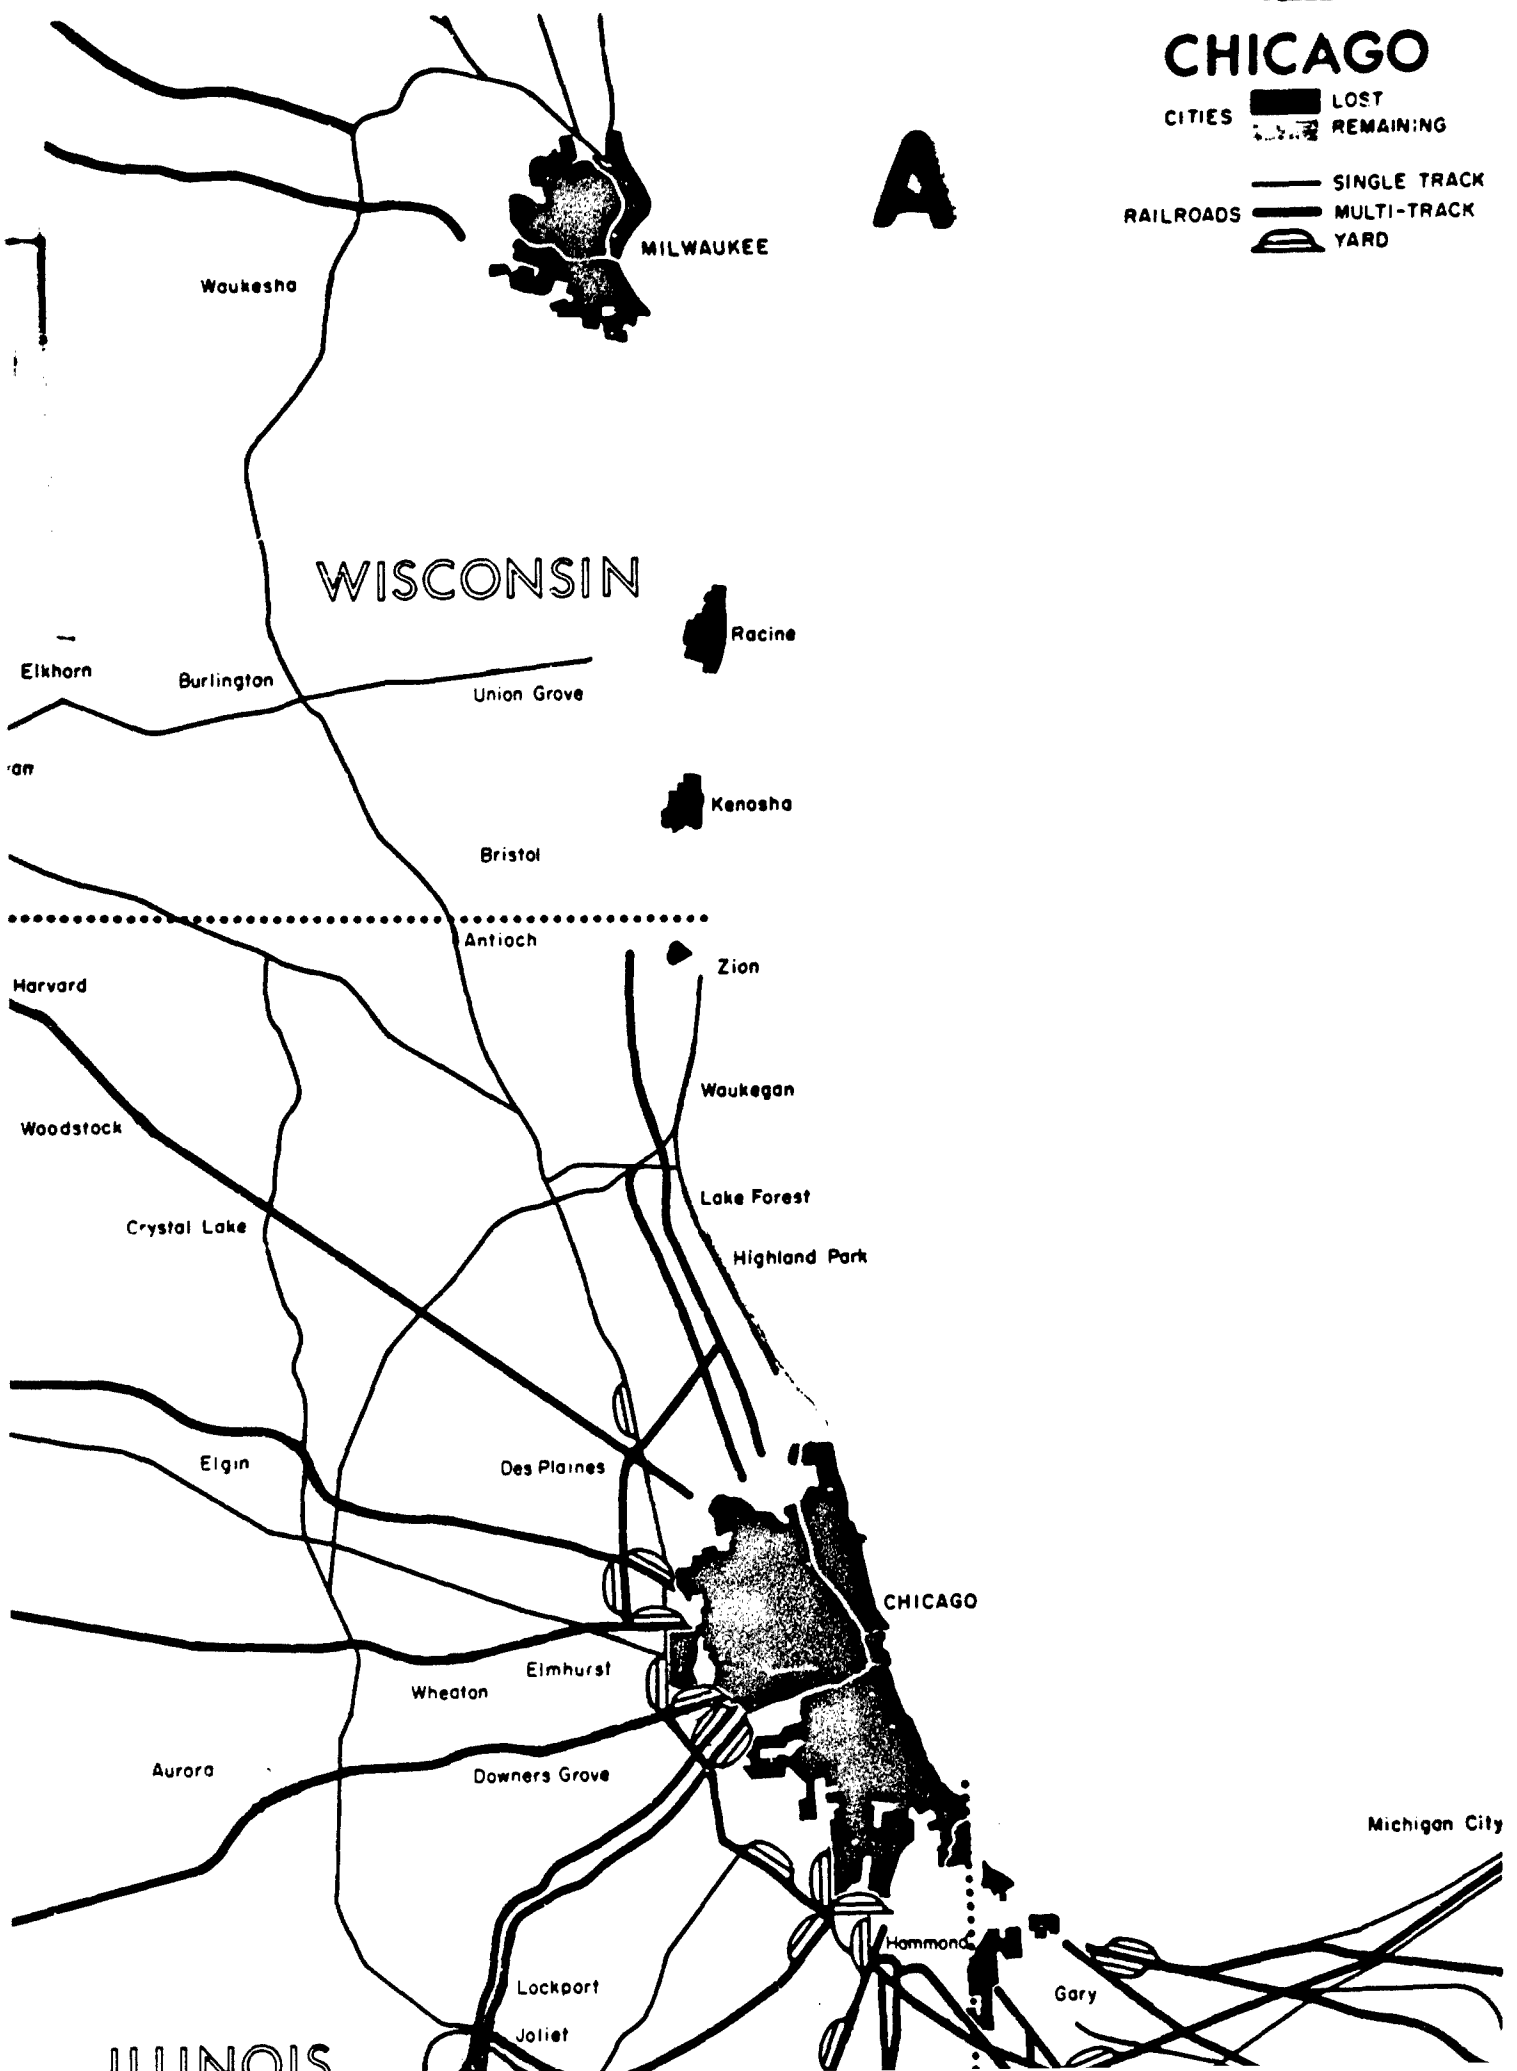 CHICAGO
CITIES
LOST
REMAINING
A
RAILROADS
SINGLE TRACK
MULTI-TRACK
YARD
MILWAUKEE
Waukesha
WISCONSIN
Racine
Elkhorn
Burlington
Union Grove
Kenosha
Bristol
Antioch
Zion
Harvard
Waukegan
Woodstock
Lake Forest
Crystal Lake
Highland Park
Elgin
Des Plaines
CHICAGO
Elmhurst
Wheaton
Aurora
Downers Grove
Michigan City
Hammond
Lockport
Gary
Joliet
ILLINOIS